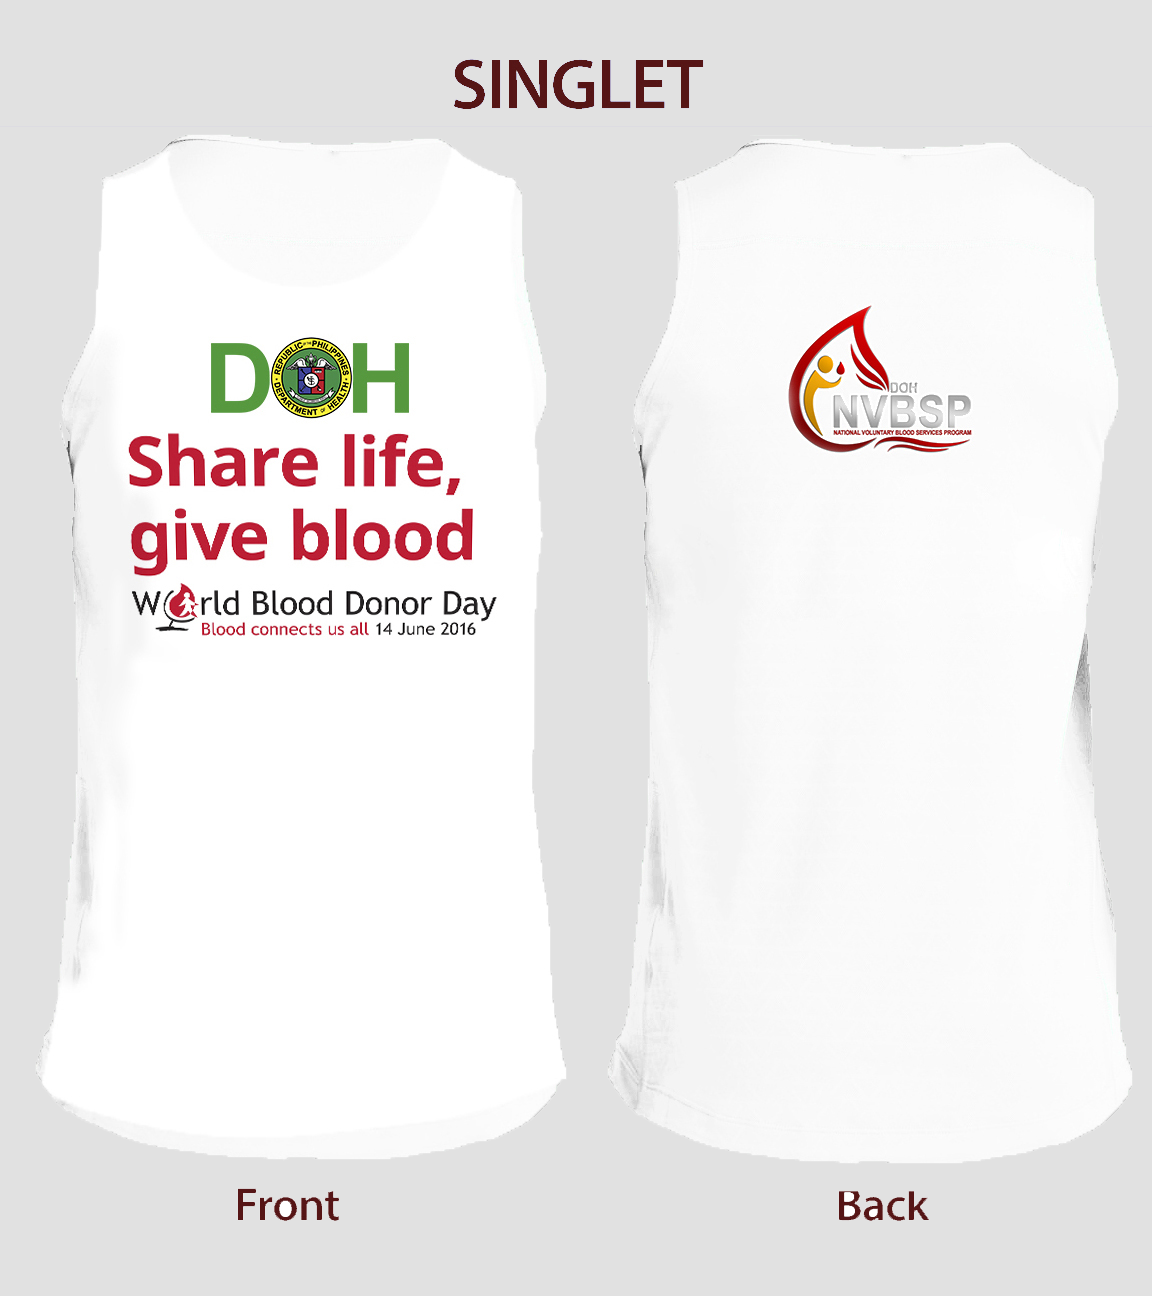 SINGLET
DOH
REPUBLIC OF THE PHILIPPINES
DEPARTMENT OF HEALTH
Share life,
give blood
World Blood Donor Day
Blood connects us all 14 June 2016
DOH
NVBSP
NATIONAL VOLUNTARY BLOOD SERVICES PROGRAM
Front
Back